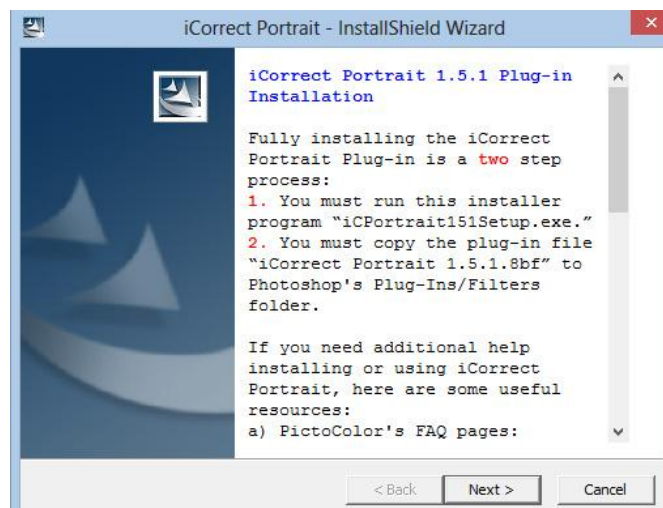 iCorrect Portrait - InstallShield Wizard
iCorrect Portrait 1.5.1 Plug-in
Installation
Fully installing the iCorrect
Portrait Plug-in is a two step
process:
1. You must run this installer
program “iCPortrait151Setup.exe.”
2. You must copy the plug-in file
“iCorrect Portrait 1.5.1.8bf” to
Photoshop's Plug-Ins/Filters
folder.
If you need additional help
installing or using iCorrect
Portrait, here are some useful
resources:
a) PictoColor's FAQ pages:
< Back Next > Cancel